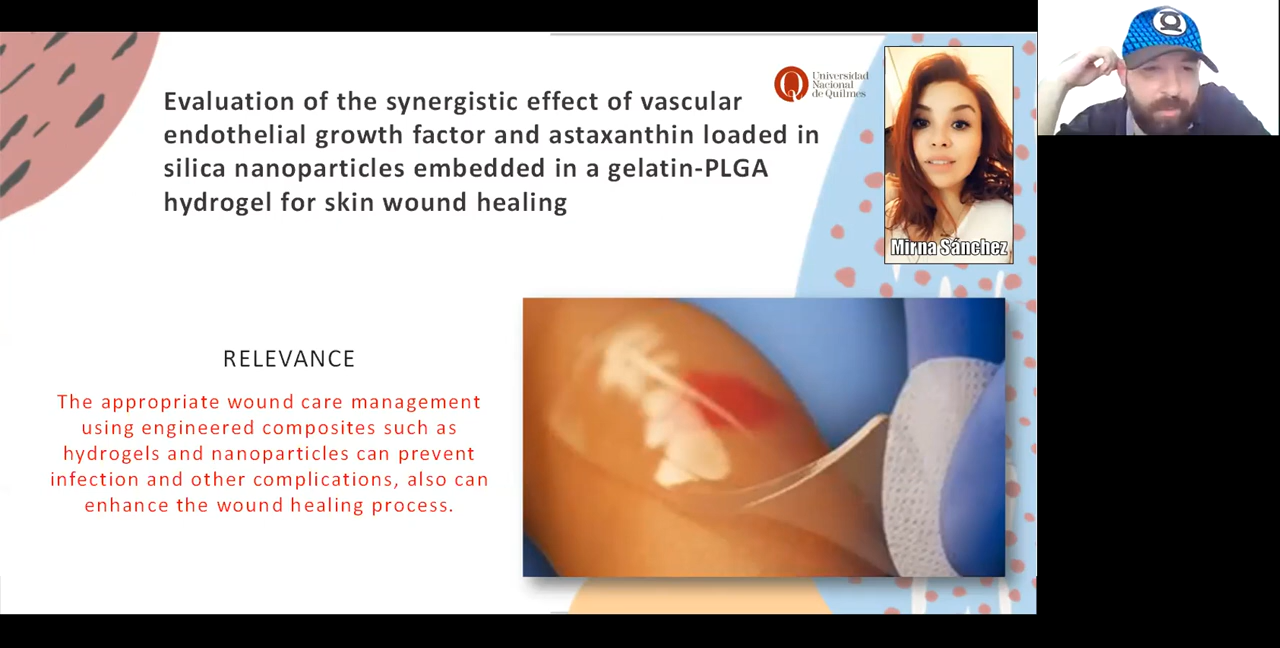 Evaluation of the synergistic effect of vascular
endothelial growth factor and astaxanthin loaded in
silica nanoparticles embedded in a gelatin-PLGA
hydrogel for skin wound healing
Universidad
Nacional
de Quilmes
Mirna Sánchez
RELEVANCE
The appropriate wound care management
using engineered composites such as
hydrogels and nanoparticles can prevent
infection and other complications, also can
enhance the wound healing process.